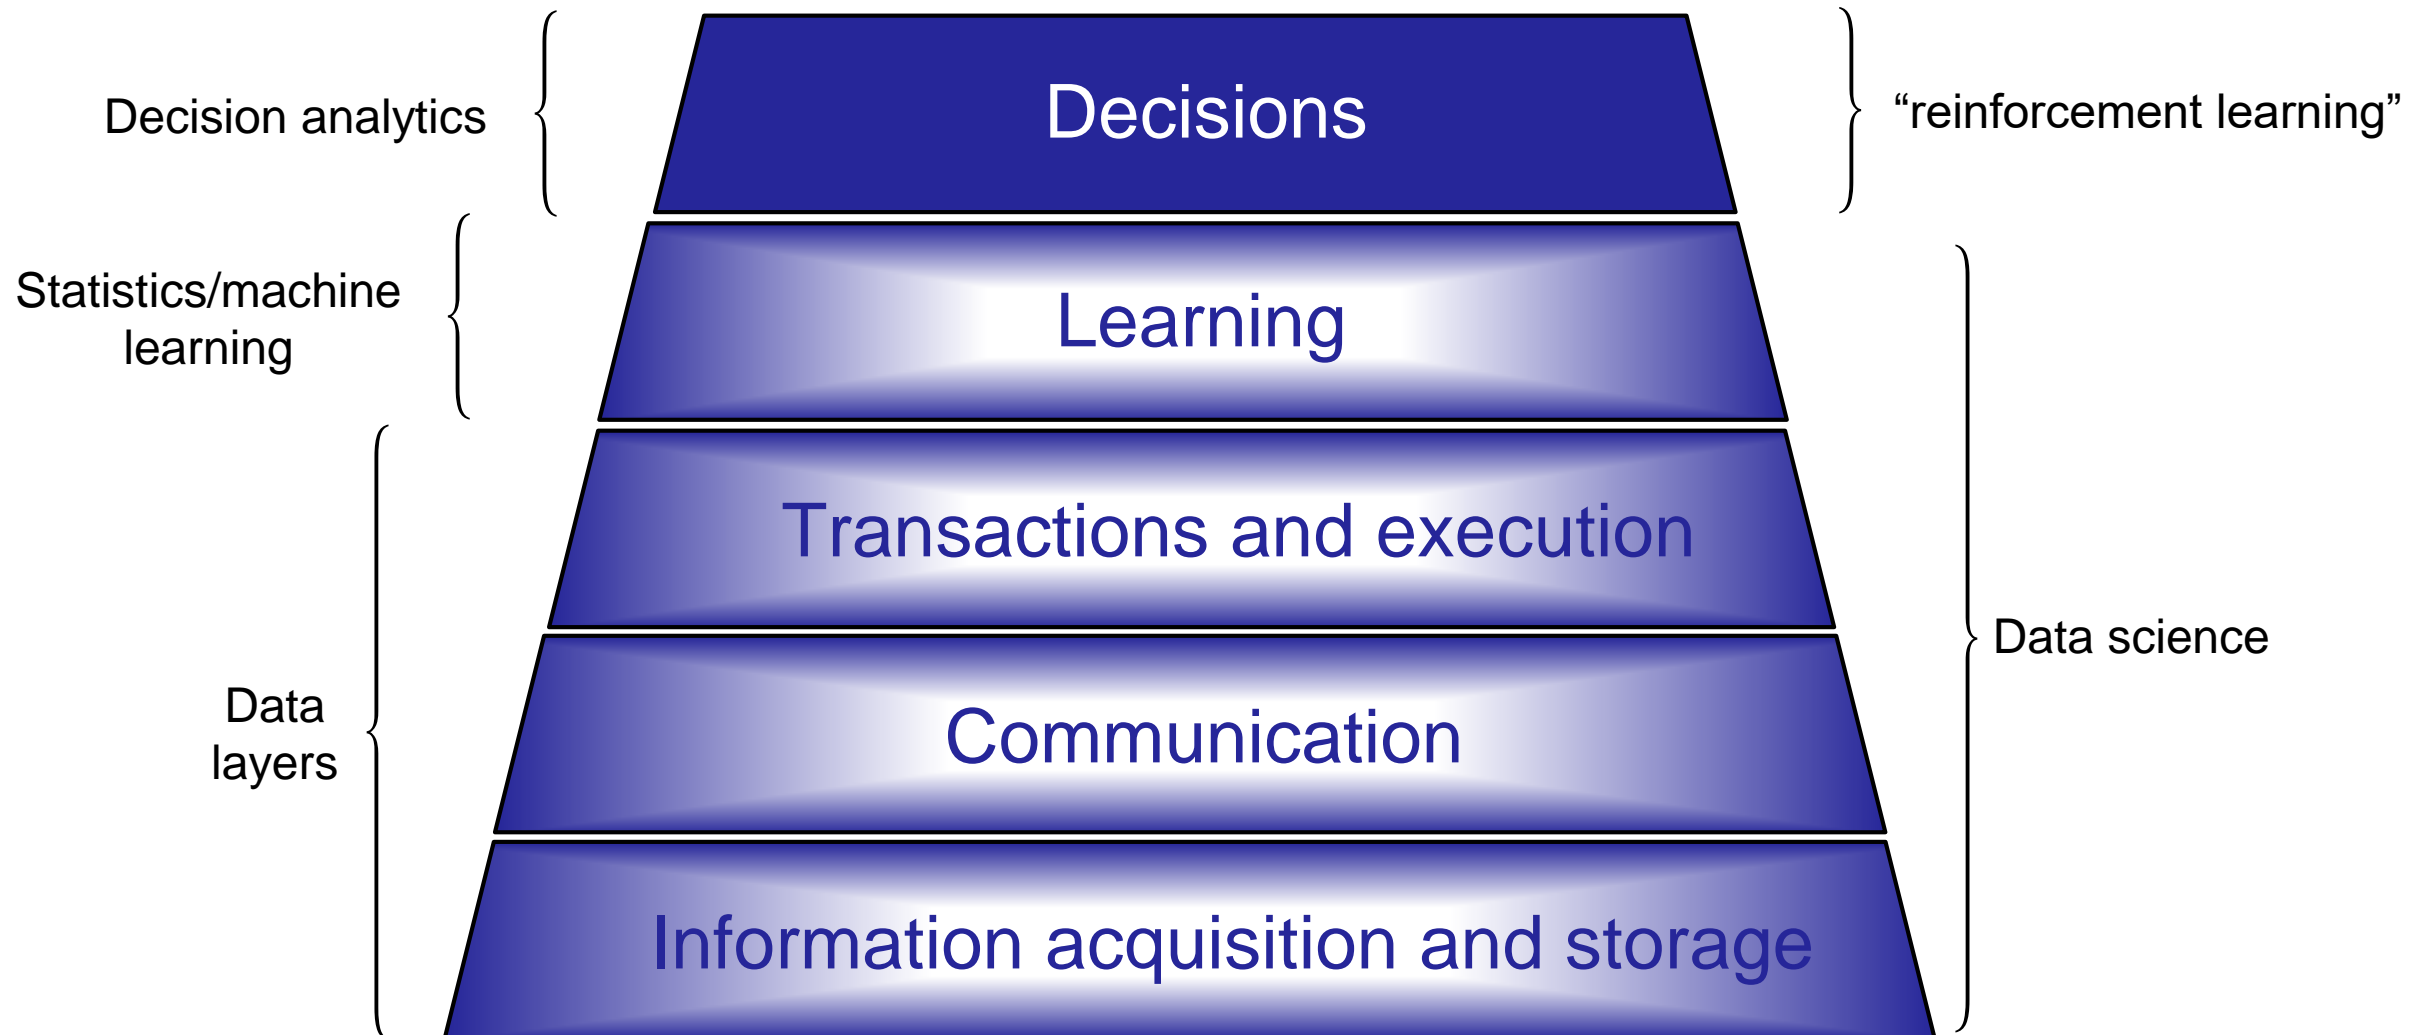 Decision analytics
Decisions
“reinforcement learning”
Statistics/machine
learning
Learning
Transactions and execution
Data science
Data
layers
Communication
Information acquisition and storage